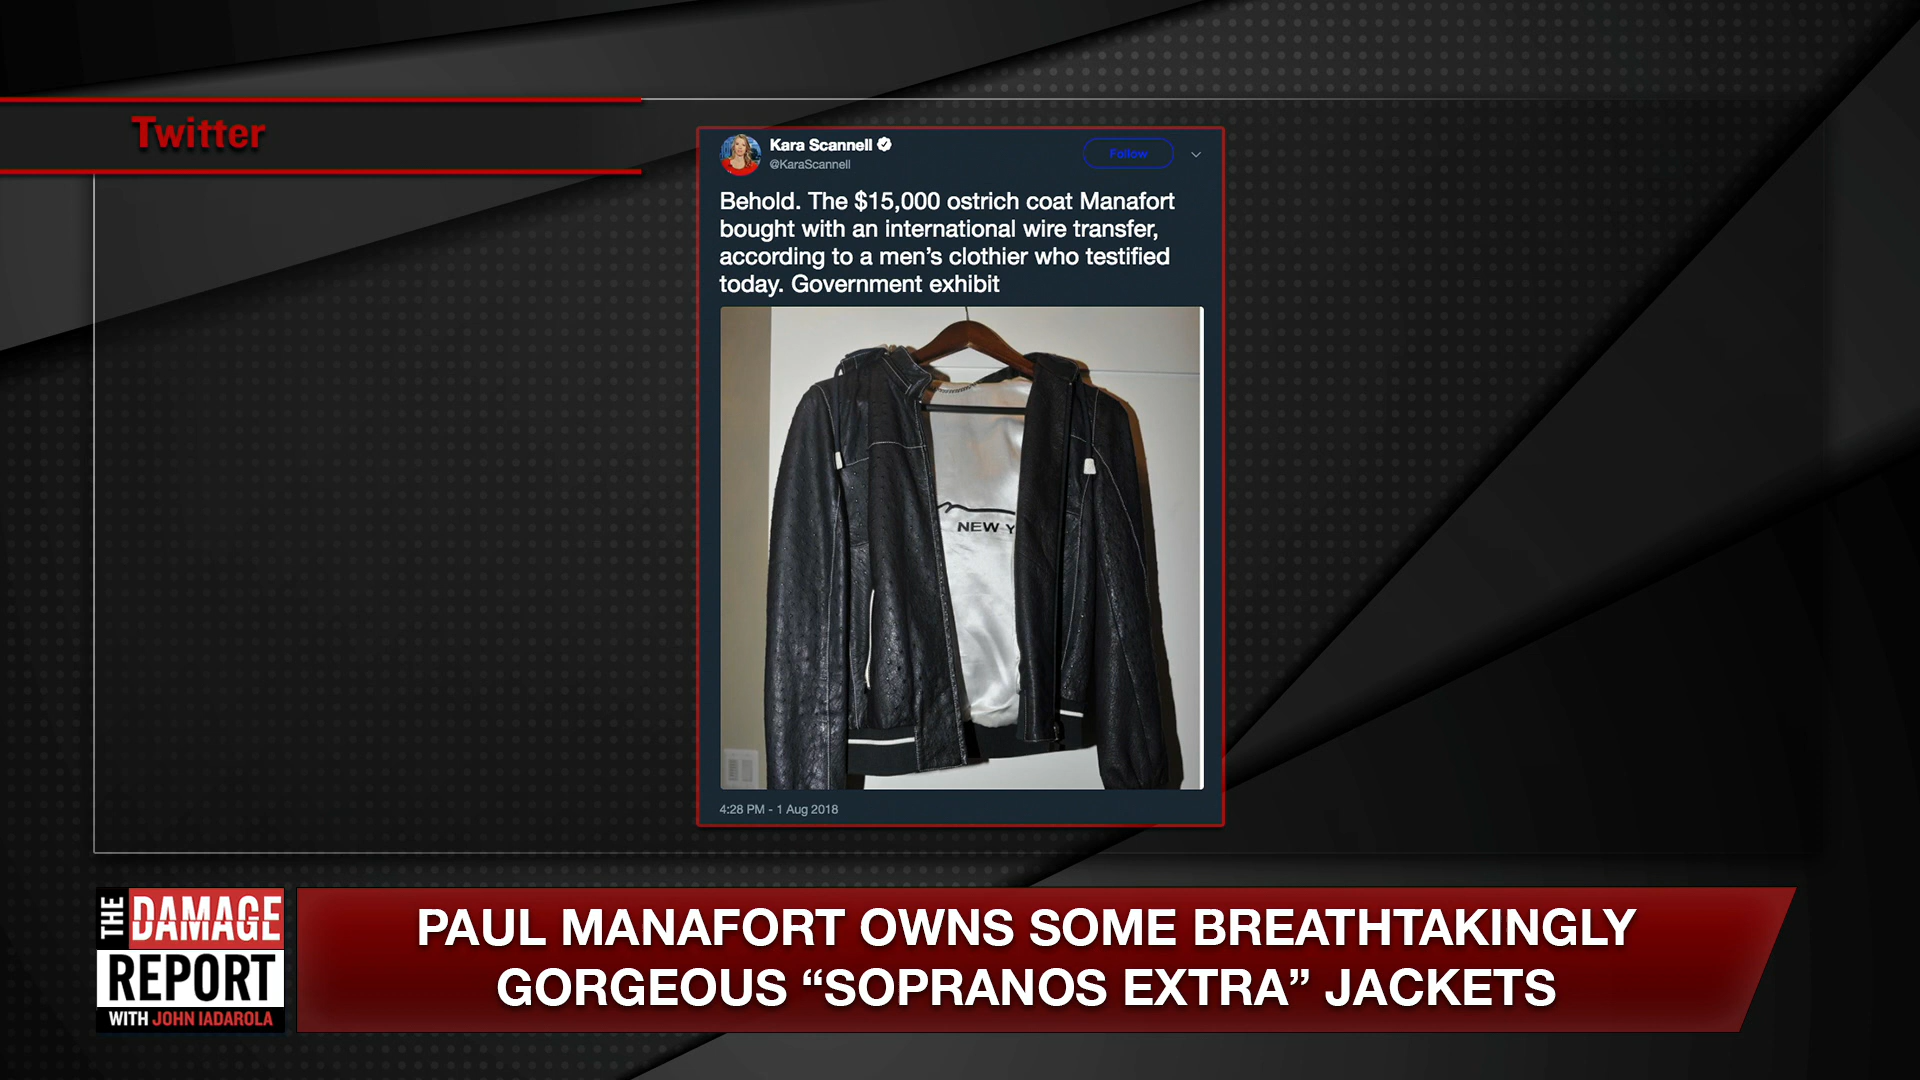 Twitter
Kara Scannell
@KaraScannell
Follow
Behold. The $15,000 ostrich coat Manafort
bought with an international wire transfer,
according to a men’s clothier who testified
today. Government exhibit
NEW Y
4:28 PM - 1 Aug 2018
THE DAMAGE
REPORT
WITH JOHN IADAROLA
PAUL MANAFORT OWNS SOME BREATHTAKINGLY
GORGEOUS “SOPRANOS EXTRA” JACKETS